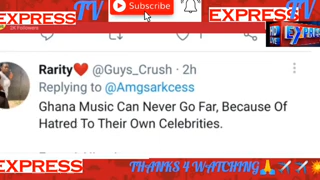 EXPRESS TV Subscribe EXPRESS TV
Rarity @Guys_Crush · 2h
Replying to @Amgsarkcess
Ghana Music Can Never Go Far, Because Of
Hatred To Their Own Celebrities.
EXPRESS THANKS 4 WATCHING